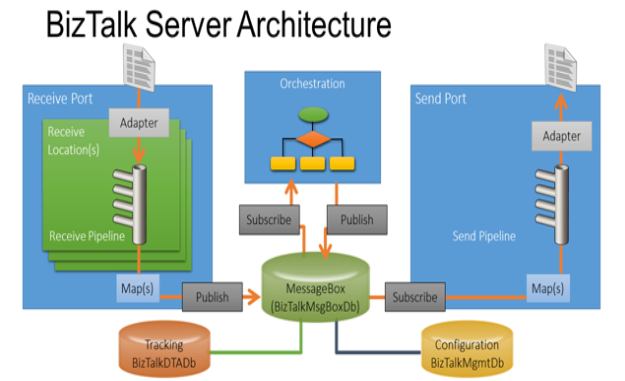 BizTalk Server Architecture
Receive Port
Adapter
Receive
Location(s)
Receive Pipeline
Map(s)
Publish
Orchestration
Subscribe
Publish
MessageBox
(BizTalkMsgBoxDb)
Send Port
Adapter
Send Pipeline
Map(s)
Subscribe
Tracking
BizTalkDTADb
Configuration
BizTalkMgmtDb